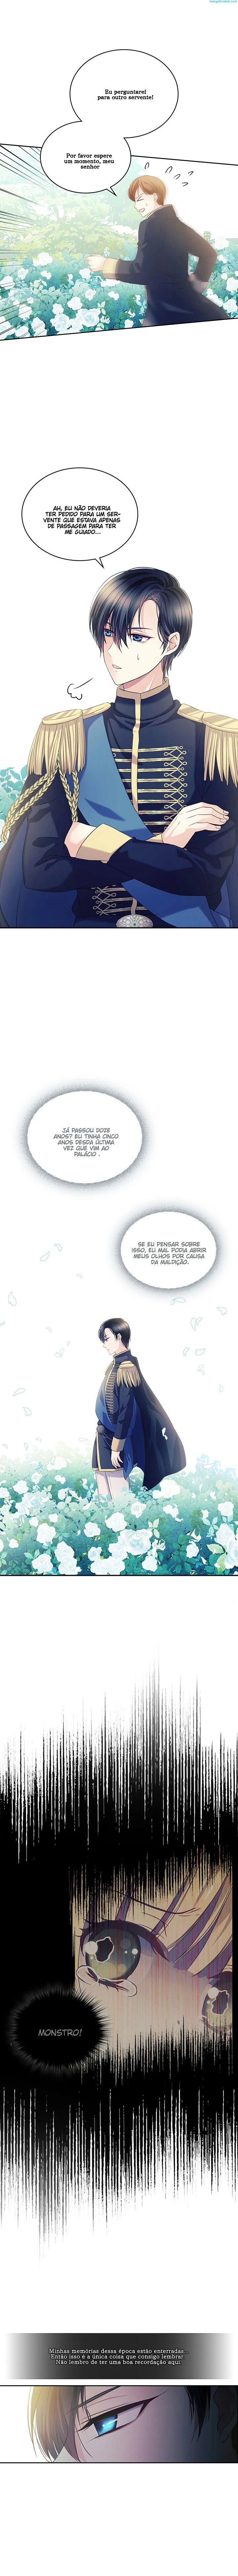 Eu perguntarei
para outro servente!
Por favor espere
um momento, meu
senhor
AH, EU NÃO DEVERIA
TER PEDIDO PARA UM SER-
VENTE QUE ESTAVA APENAS
DE PASSAGEM PARA TER
ME GUIADO...
JÁ PASSOU DOZE
ANOS? EU TINHA CINCO
ANOS DESDA ÚLTIMA
VEZ QUE VIM AO
PALÁCIO .
SE EU PENSAR SOBRE
ISSO, EU MAL PODIA ABRIR
MEUS OLHOS POR CAUSA
DA MALDIÇÃO.
MONSTRO!
Minhas memórias dessa época estão enterradas.
Então isso é a única coisa que consigo lembrar.
Não lembro de ter uma boa recordação aqui.